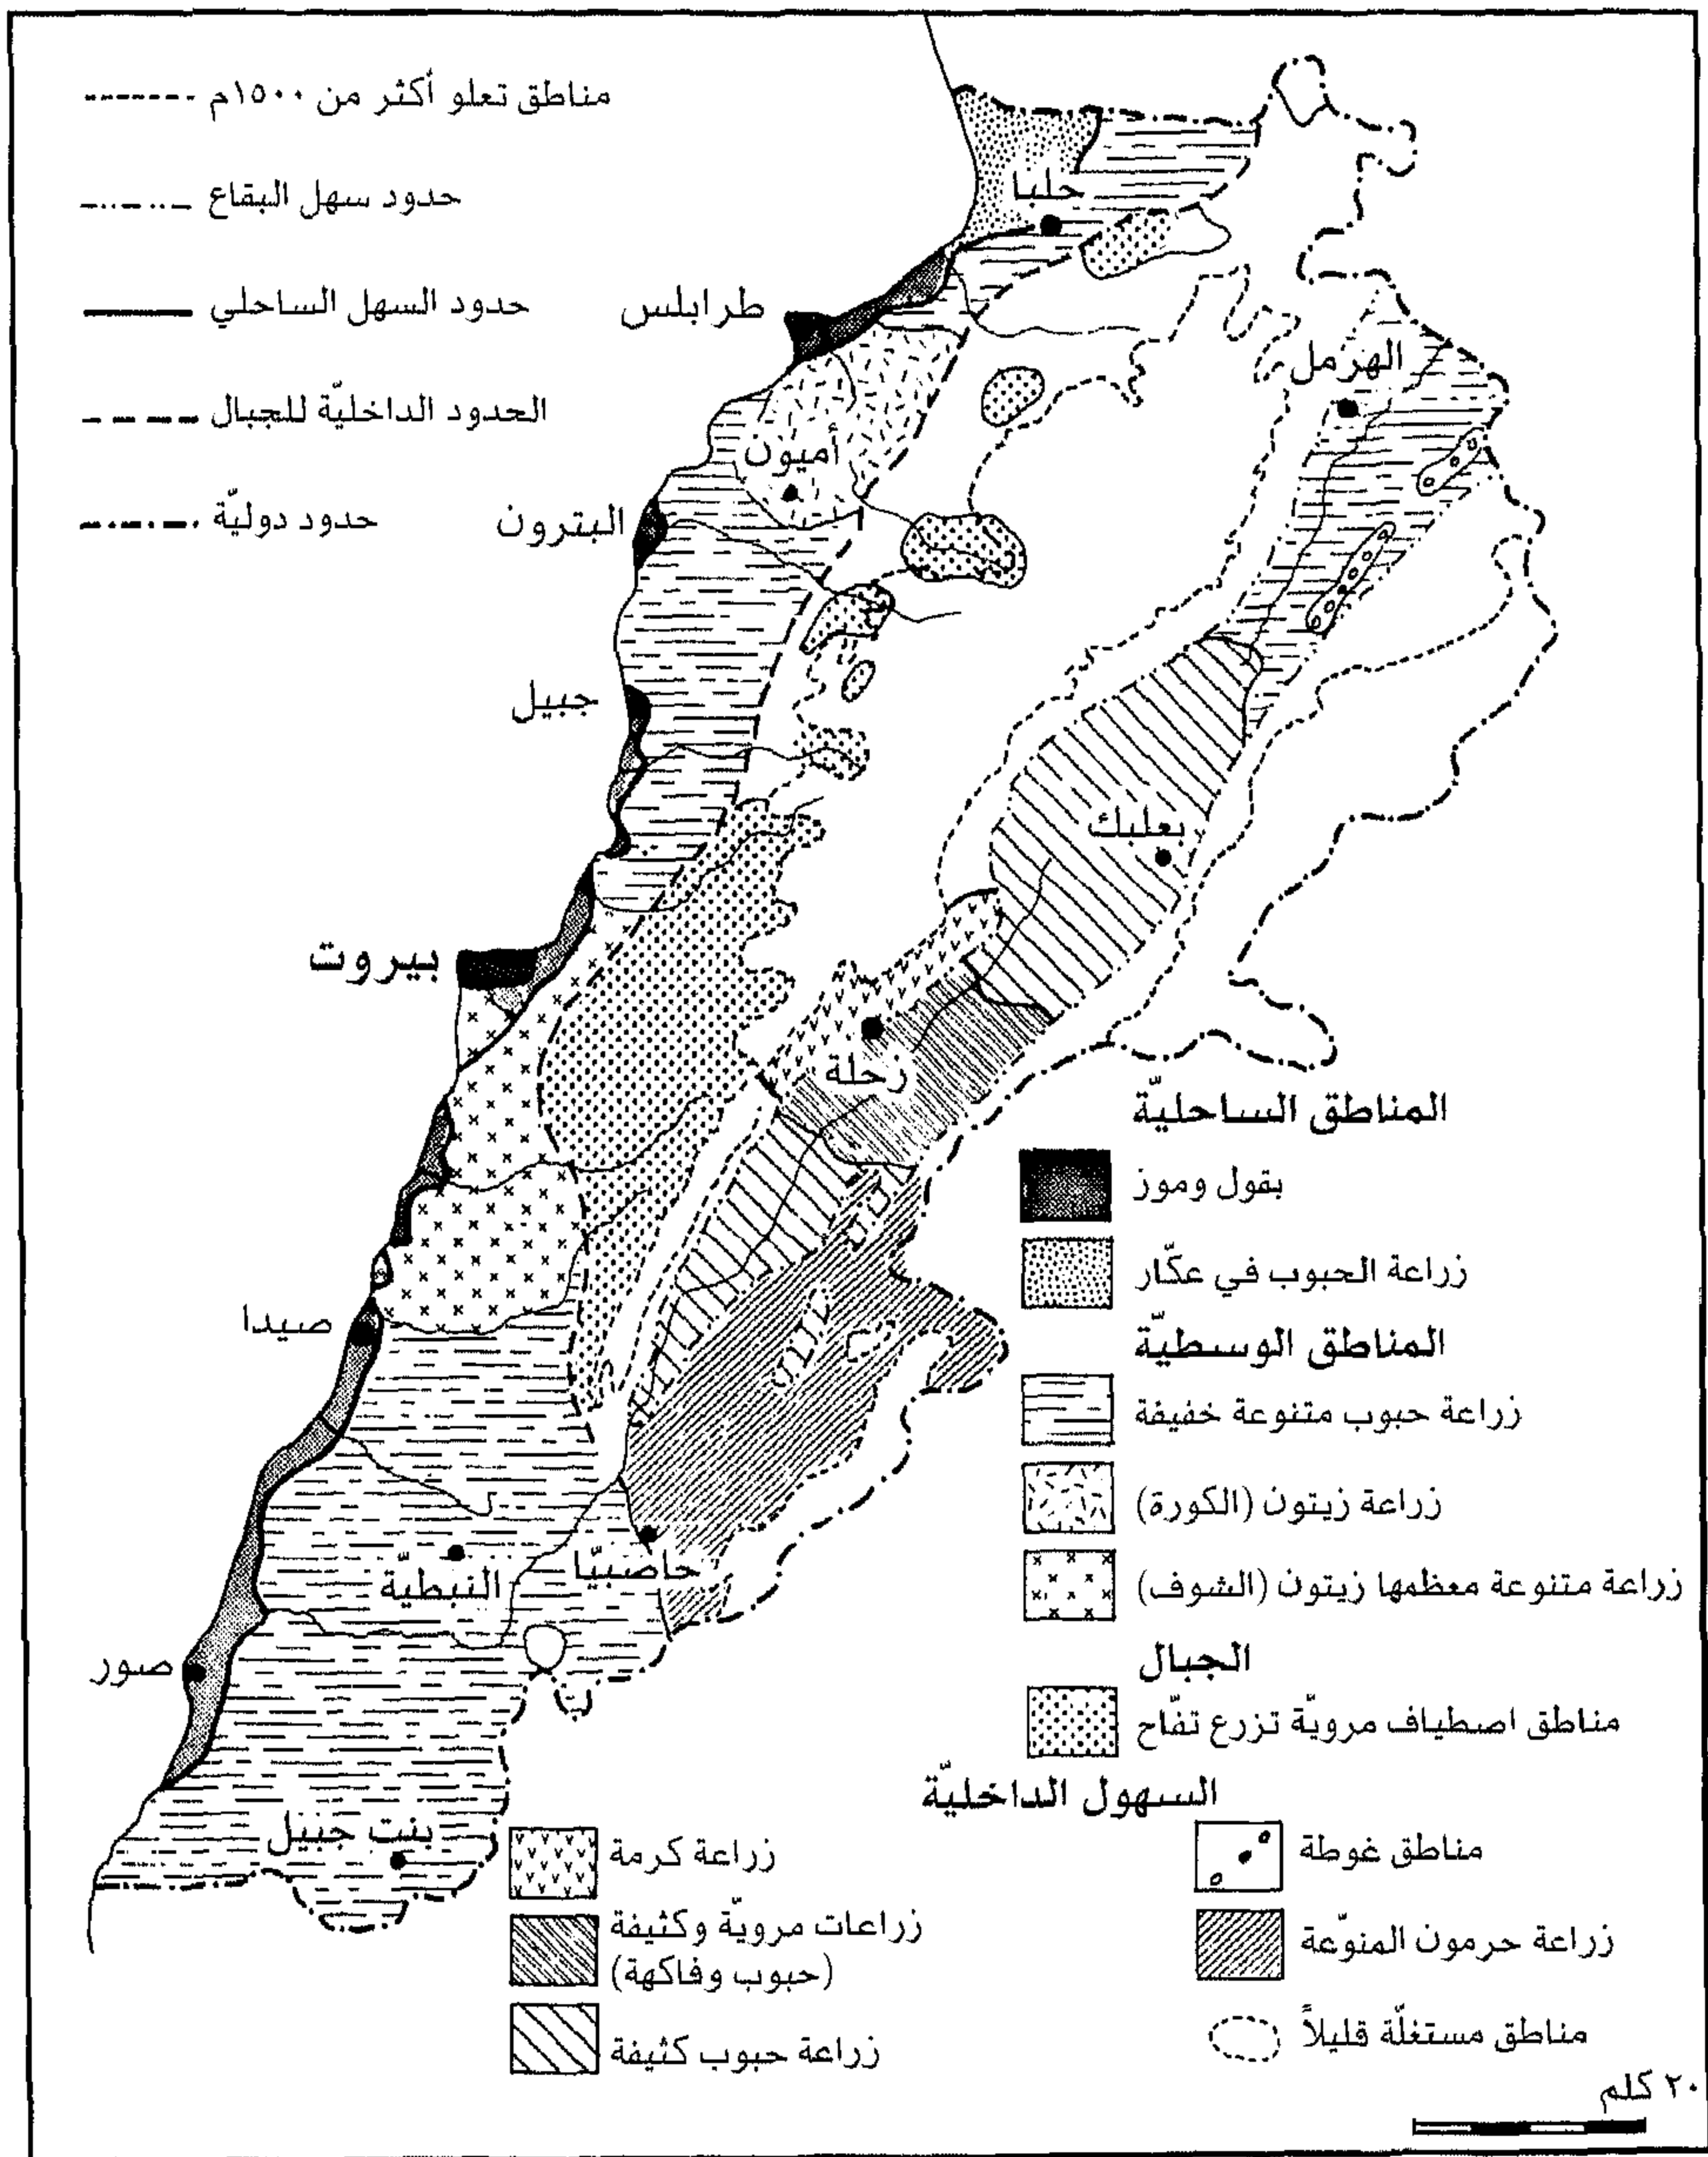 مناطق تعلو أكثر من ١٥٠٠م
حدود سهل البقاع
حدود السهل الساحلي
الحدود الداخليّة للجبال
حدود دوليّة
حلبا
طرابلس
الهرمل
أميون
البترون
جبيل
بعلبك
بيروت
زحلة
صيدا
حاصبيّا
النبطية
صور
بنت جبيل
المناطق الساحليّة
بقول وموز
زراعة الحبوب في عكّار
المناطق الوسطيّة
زراعة حبوب متنوعة خفيفة
زراعة زيتون (الكورة)
زراعة متنوعة معظمها زيتون (الشوف)
الجبال
مناطق اصطياف مرويّة تزرع تفّاح
السهول الداخليّة
زراعة كرمة
زراعات مرويّة وكثيفة
(حبوب وفاكهة)
زراعة حبوب كثيفة
مناطق غوطة
زراعة حرمون المنوّعة
مناطق مستغلّة قليلاً
٢٠ كلم